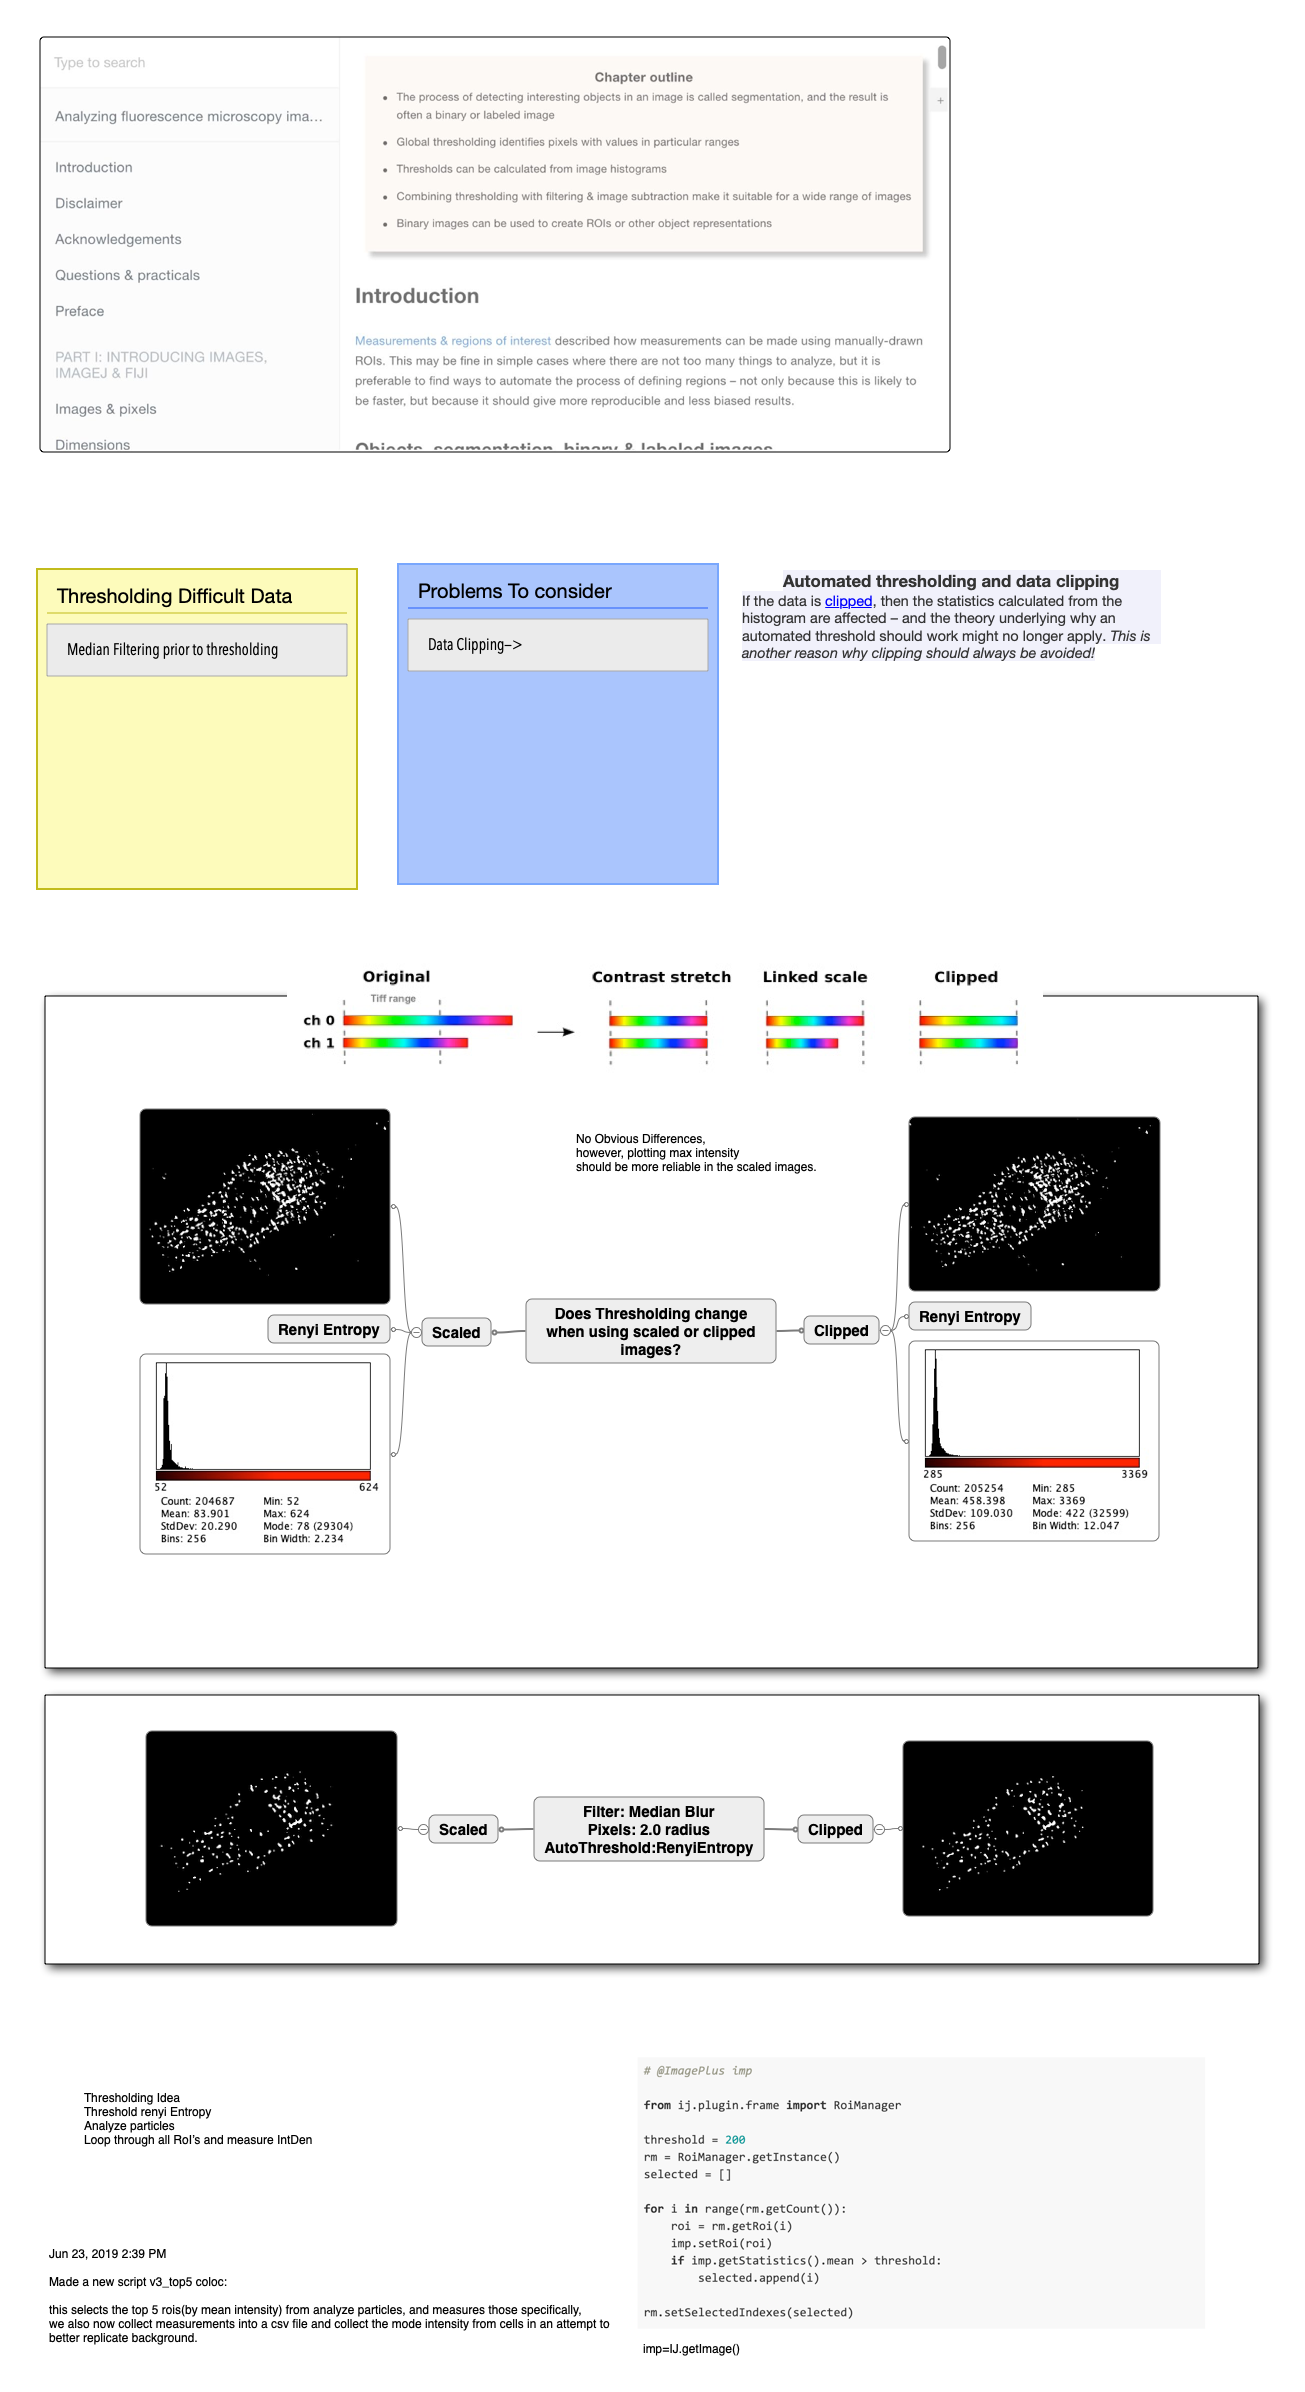 Type to search
Analyzing fluorescence microscopy ima...
Introduction
Disclaimer
Acknowledgements
Questions & practicals
Preface
PART I: INTRODUCING IMAGES,
IMAGEJ & FIJI
Images & pixels
Dimensions
+
Chapter outline
• The process of detecting interesting objects in an image is called segmentation, and the result is
often a binary or labeled image
• Global thresholding identifies pixels with values in particular ranges
• Thresholds can be calculated from image histograms
• Combining thresholding with filtering & image subtraction make it suitable for a wide range of images
• Binary images can be used to create ROIs or other object representations
Introduction
Measurements & regions of interest described how measurements can be made using manually-drawn
ROIs. This may be fine in simple cases where there are not too many things to analyze, but it is
preferable to find ways to automate the process of defining regions – not only because this is likely to
be faster, but because it should give more reproducible and less biased results.
Objects, segmentation, binary & labeled images
Thresholding Difficult Data
Median Filtering prior to thresholding
Problems To consider
Data Clipping–>
Automated thresholding and data clipping
If the data is clipped, then the statistics calculated from the
histogram are affected – and the theory underlying why an
automated threshold should work might no longer apply. This is
another reason why clipping should always be avoided!
Original
Contrast stretch
Linked scale
Clipped
Tiff range
ch 0
ch 1
No Obvious Differences,
however, plotting max intensity
should be more reliable in the scaled images.
Renyi Entropy
Scaled
Does Thresholding change
when using scaled or clipped
images?
Clipped
Renyi Entropy
52 624
Count: 204687 Min: 52
Mean: 83.901 Max: 624
StdDev: 20.290 Mode: 78 (29304)
Bins: 256 Bin Width: 2.234
285 3369
Count: 205254 Min: 285
Mean: 458.398 Max: 3369
StdDev: 109.030 Mode: 422 (32599)
Bins: 256 Bin Width: 12.047
Scaled
Filter: Median Blur
Pixels: 2.0 radius
AutoThreshold:RenyiEntropy
Clipped
Thresholding Idea
Threshold renyi Entropy
Analyze particles
Loop through all RoI's and measure IntDen
Jun 23, 2019 2:39 PM
Made a new script v3_top5 coloc:
this selects the top 5 rois(by mean intensity) from analyze particles, and measures those specifically,
we also now collect measurements into a csv file and collect the mode intensity from cells in an attempt to
better replicate background.
# @ImagePlus imp
from ij.plugin.frame import RoiManager
threshold = 200
rm = RoiManager.getInstance()
selected = []
for i in range(rm.getCount()):
    roi = rm.getRoi(i)
    imp.setRoi(roi)
    if imp.getStatistics().mean > threshold:
        selected.append(i)
rm.setSelectedIndexes(selected)
imp=IJ.getImage()